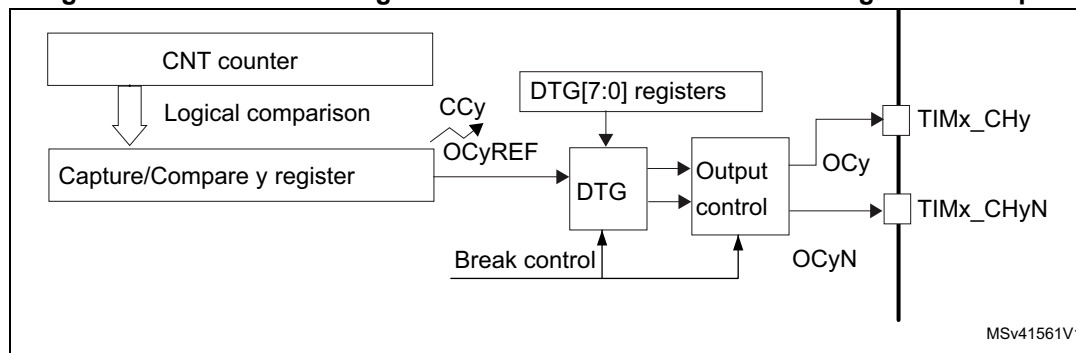 CNT counter
Logical comparison
Capture/Compare y register
CCy
OCyREF
DTG[7:0] registers
DTG
Output
control
Break control
OCy
OCyN
TIMx_CHy
TIMx_CHyN
MSv41561V1